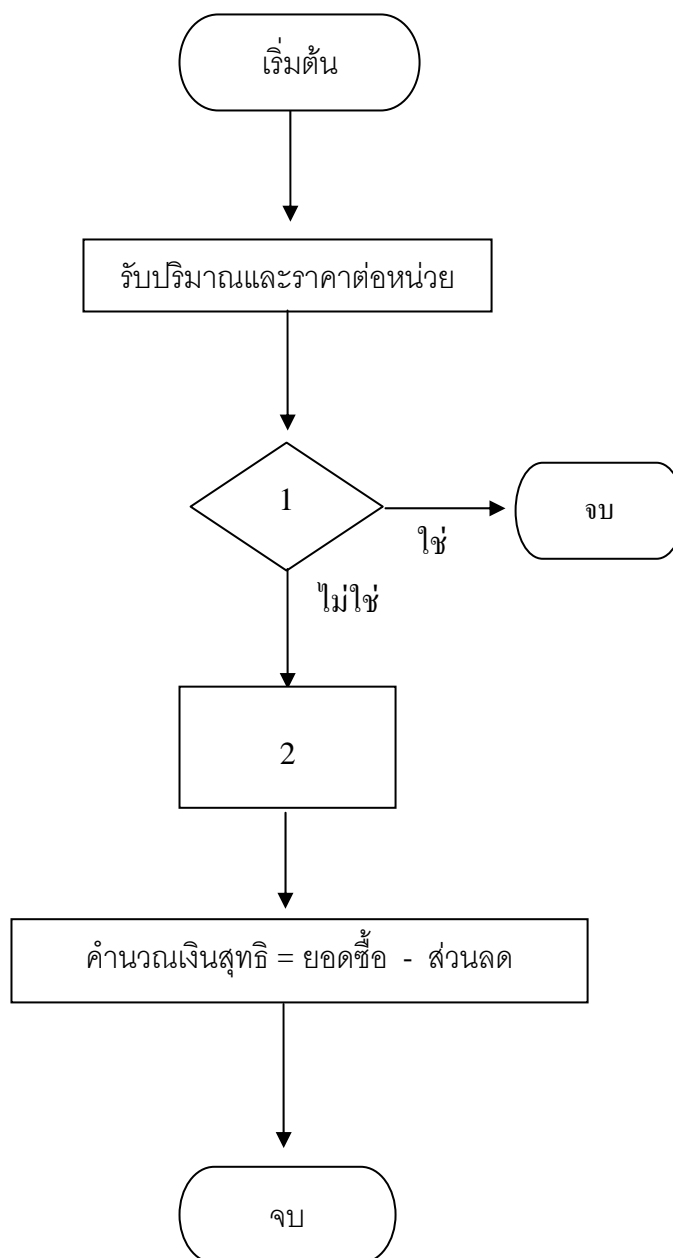 เริ่มต้น
รับปริมาณและราคาต่อหน่วย
1
ใช่
จบ
ไม่ใช่
2
คำนวณเงินสุทธิ = ยอดซื้อ - ส่วนลด
จบ